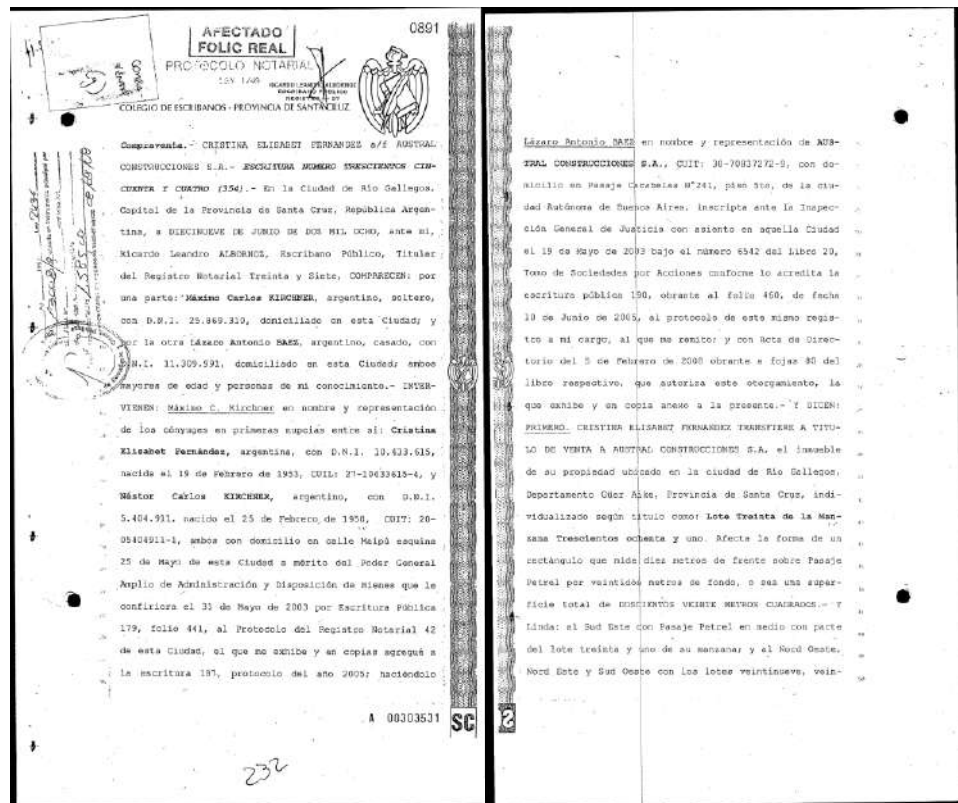 0891
AFECTADO
FOLIO REAL
PROTOCOLO NOTARIAL
RICARDO LEANDRO ALBORNOZ
ESCRIBANO PUBLICO
COLEGIO DE ESCRIBANOS - PROVINCIA DE SANTA CRUZ
Compraventa.- CRISTINA ELISABET FERNANDEZ a/f AUSTRAL
CONSTRUCCIONES S.A.- ESCRITURA NUMERO TRESCIENTOS CIN-
CUENTA Y CUATRO (354).- En la Ciudad de Río Gallegos,
Capital de la Provincia de Santa Cruz, República Argen-
tina, a DIECINUEVE DE JUNIO DE DOS MIL OCHO, ante mi,
Ricardo Leandro ALBORNOZ, Escribano Público, Titular
del Registro Notarial Treinta y Siete, COMPARECEN: por
una parte: Máximo Carlos KIRCHNER, argentino, soltero,
con D.N.I. 25.869.310, domiciliado en esta Ciudad; y
por la otra Lázaro Antonio BAEZ, argentino, casado, con
D.N.I. 11.309.591, domiciliado en esta Ciudad; ambos
mayores de edad y personas de mi conocimiento.- INTER-
VIENEN: Máximo C. Kirchner en nombre y representación
de los cónyuges en primeras nupcias entre si: Cristina
Elisabet Fernández, argentina, con D.N.I. 10.433.615,
nacida el 19 de Febrero de 1953, CUIL: 27-10433615-4, y
Néstor Carlos KIRCHNER, argentino, con D.N.I.
5.404.911, nacido el 25 de Febrero de 1950, CUIT: 20-
05404911-1, ambos con domicilio en calle Maipú esquina
25 de Mayo de esta Ciudad a mérito del Poder General
Amplio de Administración y Disposición de Bienes que le
confiriera el 31 de Mayo de 2003 por Escritura Pública
179, folio 441, al Protocolo del Registro Notarial 42
de esta Ciudad, el que me exhibe y en copias agregué a
la escritura 187, protocolo del año 2005; haciéndolo
A 00303531
SC
232
Lázaro Antonio BAEZ en nombre y representación de AUS-
TRAL CONSTRUCCIONES S.A., CUIT: 30-70837272-9, con do-
micilio en Pasaje Carabelas N°241, piso 5to, de la ciu-
dad Autónoma de Buenos Aires, inscripta ante la Inspec-
ción General de Justicia con asiento en aquella Ciudad
el 19 de Mayo de 2003 bajo el número 6542 del Libro 20,
Tomo de Sociedades por Acciones conforme lo acredita la
escritura pública 190, obrante al folio 460, de fecha
10 de Junio de 2005, al protocolo de este mismo regis-
tro a mi cargo, al que me remito; y con Acta de Direc-
torio del 5 de Febrero de 2008 obrante a fojas 80 del
libro respectivo, que autoriza este otorgamiento, la
que exhibe y en copia anexo a la presente.- Y DICEN:
PRIMERO. CRISTINA ELISABET FERNANDEZ TRANSFIERE A TITU-
LO DE VENTA A AUSTRAL CONSTRUCCIONES S.A. el inmueble
de su propiedad ubicado en la ciudad de Río Gallegos,
Departamento Güer Aike, Provincia de Santa Cruz, indi-
vidualizado según título como: Lote Treinta de la Man-
zana Trescientos ochenta y uno. Afecta la forma de un
rectángulo que mide diez metros de frente sobre Pasaje
Petrel por veintidos metros de fondo, o sea una super-
ficie total de DOSCIENTOS VEINTE METROS CUADRADOS.- Y
Linda: al Sud Este con Pasaje Petrel en medio con parte
del lote treinta y uno de su manzana; y al Nord Oeste,
Nord Este y Sud Oeste con los lotes veintinueve, vein-